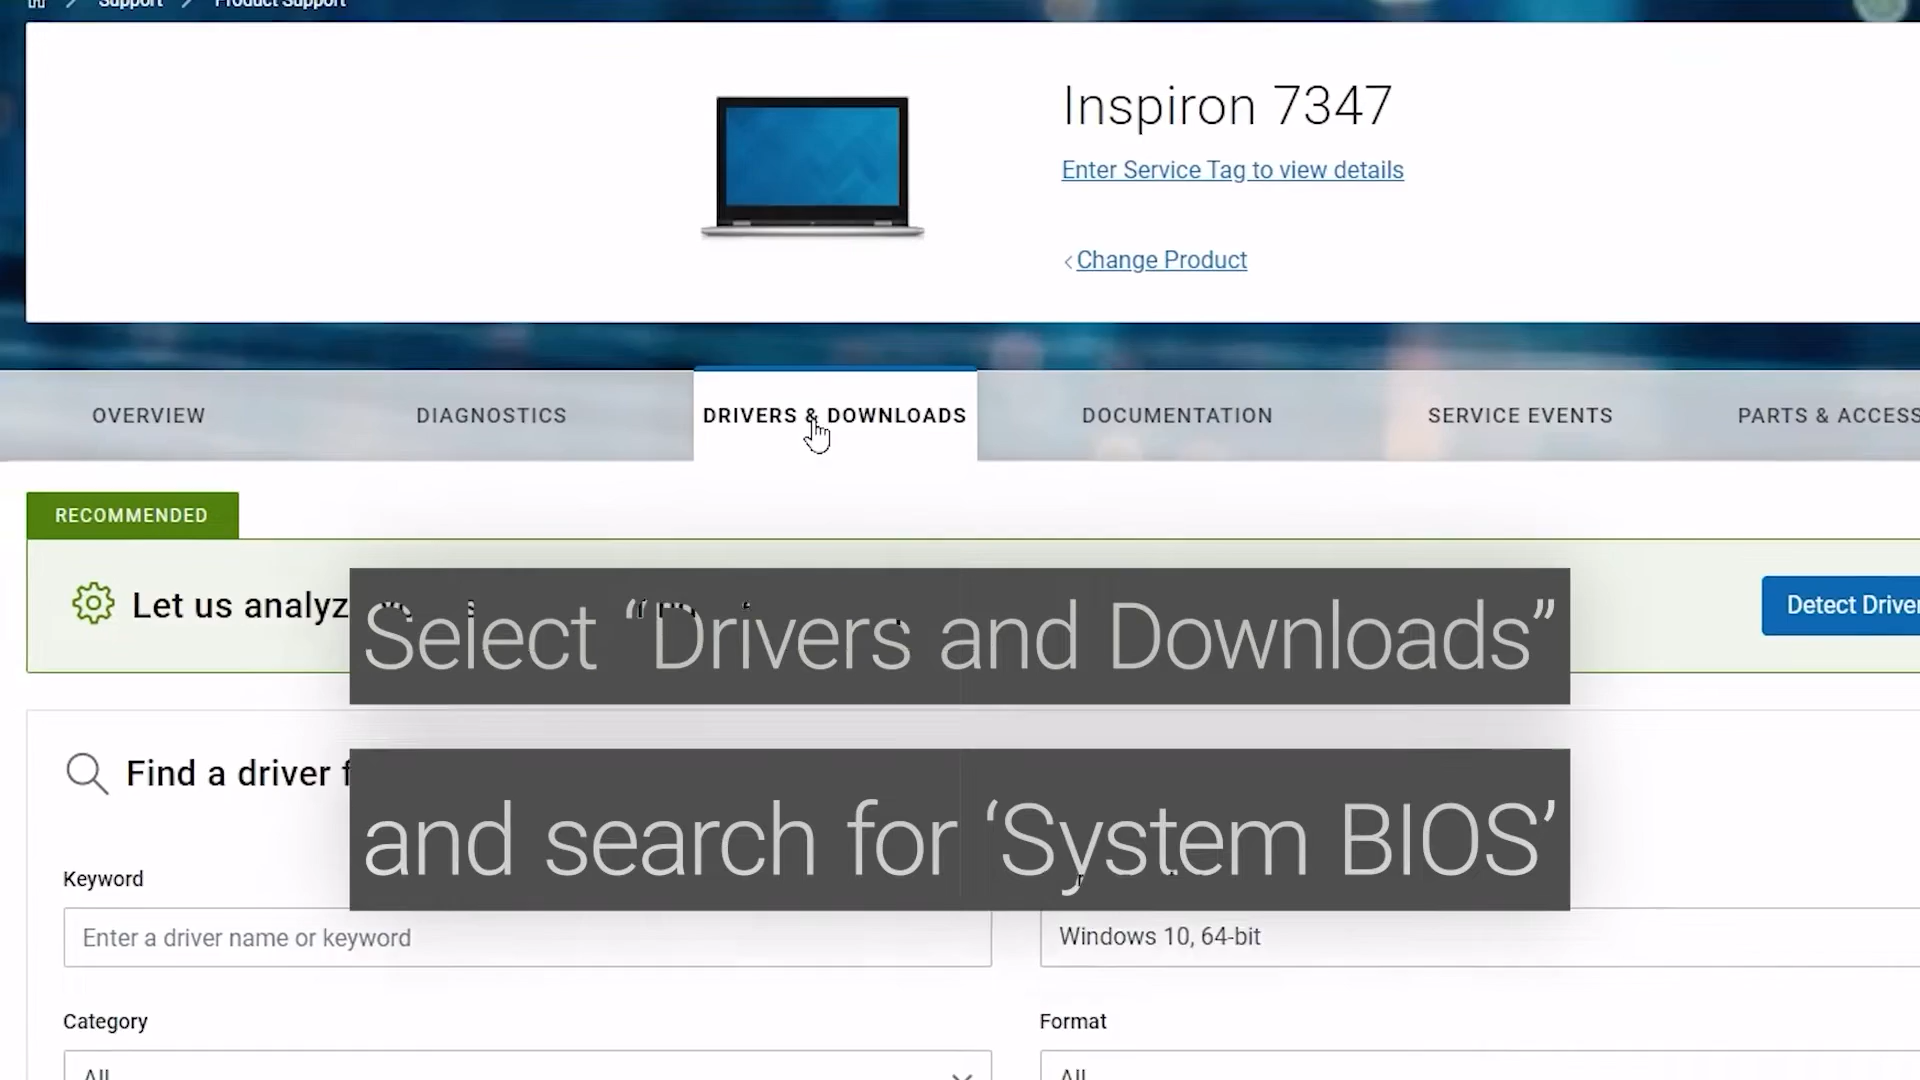 Support
Product Support
Inspiron 7347
Enter Service Tag to view details
Change Product
OVERVIEW
DIAGNOSTICS
DRIVERS & DOWNLOADS
DOCUMENTATION
SERVICE EVENTS
PARTS & ACCESS
RECOMMENDED
Let us analyz
Detect Driver
Select “Drivers and Downloads”
Find a driver f
and search for ‘System BIOS’
Keyword
Enter a driver name or keyword
Windows 10, 64-bit
Category
Format
All
All